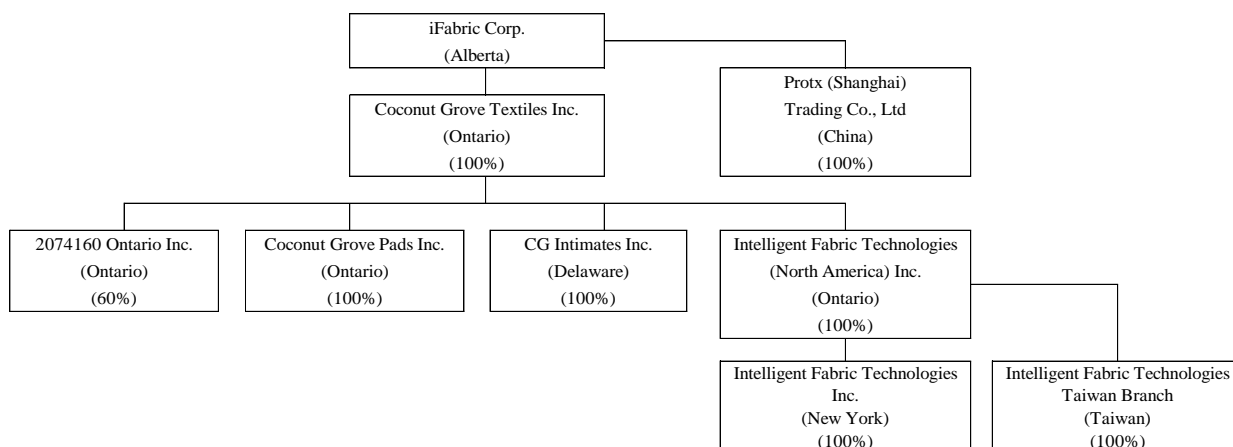 iFabric Corp.
(Alberta)
Protx (Shanghai)
Trading Co., Ltd
(China)
(100%)
Coconut Grove Textiles Inc.
(Ontario)
(100%)
2074160 Ontario Inc.
(Ontario)
(60%)
Coconut Grove Pads Inc.
(Ontario)
(100%)
CG Intimates Inc.
(Delaware)
(100%)
Intelligent Fabric Technologies
(North America) Inc.
(Ontario)
(100%)
Intelligent Fabric Technologies
Inc.
(New York)
(100%)
Intelligent Fabric Technologies
Taiwan Branch
(Taiwan)
(100%)